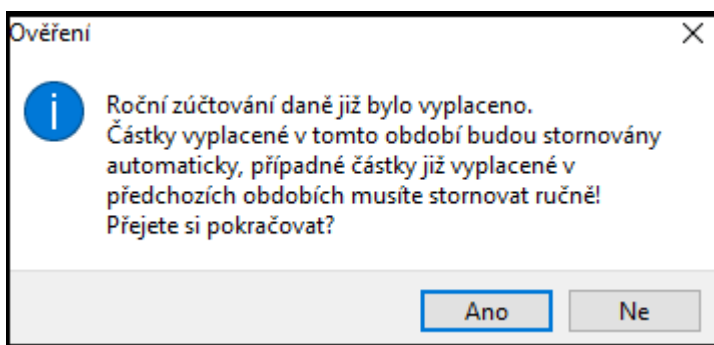 Ověření
Roční zúčtování daně již bylo vyplaceno.
Částky vyplacené v tomto období budou stornovány
automaticky, případné částky již vyplacené v
předchozích obdobích musíte stornovat ručně!
Přejete si pokračovat?
Ano
Ne